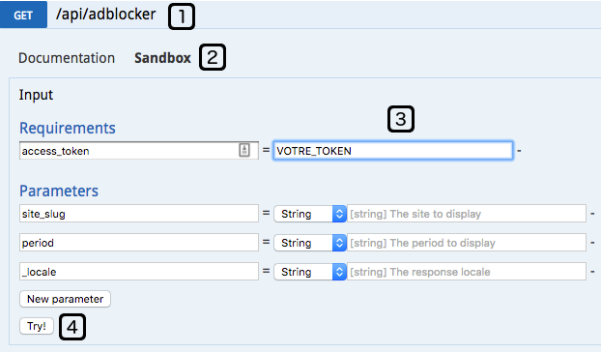 GET /api/adblocker 1
Documentation Sandbox 2
Input
3
Requirements
access_token = VOTRE_TOKEN -
Parameters
site_slug = String [string] The site to display -
period = String [string] The period to display -
_locale = String [string] The response locale -
New parameter
Try! 4